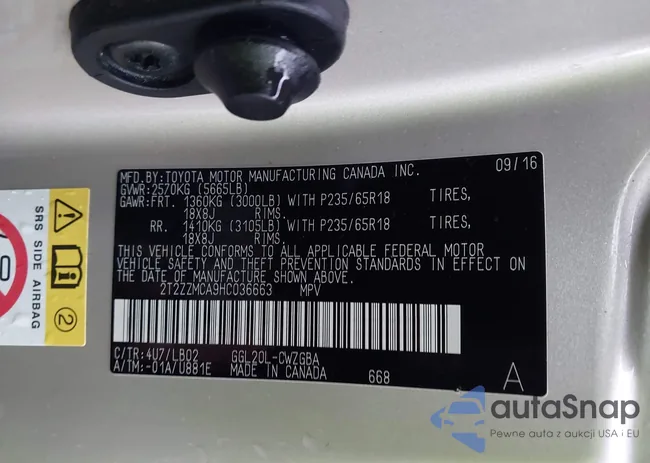 MFD.BY:TOYOTA MOTOR MANUFACTURING CANADA INC. 09/16
GVWR:2570KG (5665LB)
GAWR:FRT. 1360KG (3000LB) WITH P235/65R18 TIRES,
18X8J RIMS.
RR. 1410KG (3105LB) WITH P235/65R18 TIRES,
18X8J RIMS.
THIS VEHICLE CONFORMS TO ALL APPLICABLE FEDERAL MOTOR
VEHICLE SAFETY AND THEFT PREVENTION STANDARDS IN EFFECT ON
THE DATE OF MANUFACTURE SHOWN ABOVE.
2T2ZZMCA9HC036663 MPV
C/TR:4U7/LB02 GGL20L-CWZGBA
A/TM:-01A/U881E MADE IN CANADA 668 A
SRS SIDE AIRBAG
2
autaSnap
Pewne auta z aukcji USA i EU